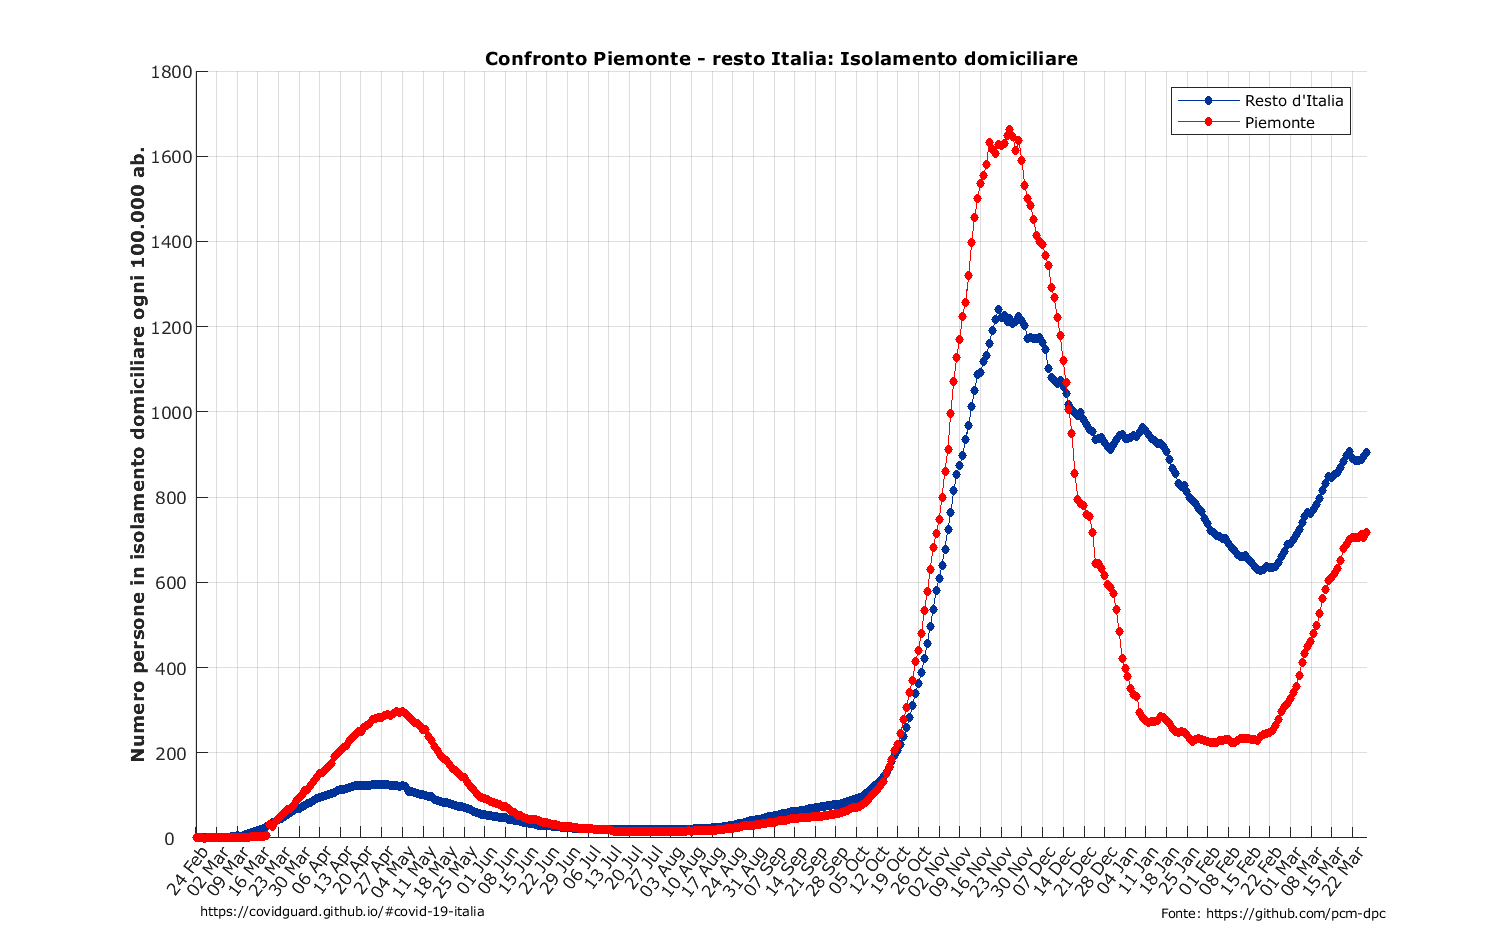 Confronto Piemonte - resto Italia: Isolamento domiciliare
Numero persone in isolamento domiciliare ogni 100.000 ab.
1800
1600
1400
1200
1000
800
600
400
200
0
Resto d'Italia
Piemonte
24 Feb
02 Mar
09 Mar
16 Mar
23 Mar
30 Mar
06 Apr
13 Apr
20 Apr
27 Apr
04 May
11 May
18 May
25 May
01 Jun
08 Jun
15 Jun
22 Jun
29 Jun
06 Jul
13 Jul
20 Jul
27 Jul
03 Aug
10 Aug
17 Aug
24 Aug
31 Aug
07 Sep
14 Sep
21 Sep
28 Sep
05 Oct
12 Oct
19 Oct
26 Oct
02 Nov
09 Nov
16 Nov
23 Nov
30 Nov
07 Dec
14 Dec
21 Dec
28 Dec
04 Jan
11 Jan
18 Jan
25 Jan
01 Feb
08 Feb
15 Feb
22 Feb
01 Mar
08 Mar
15 Mar
22 Mar
https://covidguard.github.io/#covid-19-italia
Fonte: https://github.com/pcm-dpc